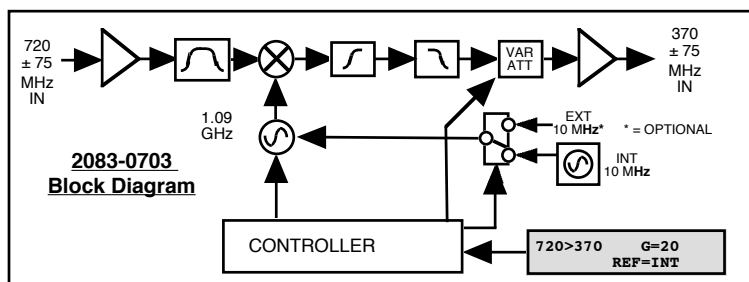 720
± 75
MHz
IN
VAR
ATT
370
± 75
MHz
IN
1.09
GHz
EXT
10 MHz*
* = OPTIONAL
INT
10 MHz
2083-0703
Block Diagram
CONTROLLER
720>370 G=20
REF=INT